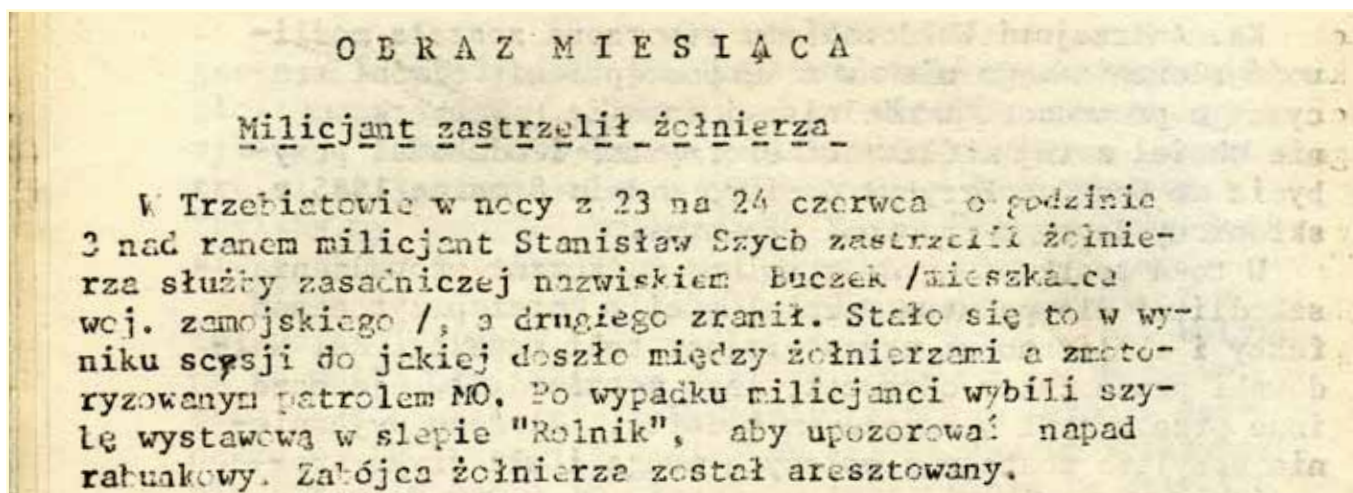 OBRAZ MIESIĄCA
Milicjant zastrzelił żołnierza
W Trzebiatowie w nocy z 23 na 24 czerwca o godzinie
3 nad ranem milicjant Stanisław Szych zastrzelił żołnie-
rza służby zasadniczej nazwiskiem Buczek /mieszkańca
woj. zamojskiego /, a drugiego zranił. Stało się to w wy-
niku scysji do jakiej doszło między żołnierzami a zmoto-
ryzowanym patrolem MO. Po wypadku milicjanci wybili szy-
bę wystawową w slepie "Rolnik", aby upozorować napad
rabunkowy. Zabójca żołnierza został aresztowany.